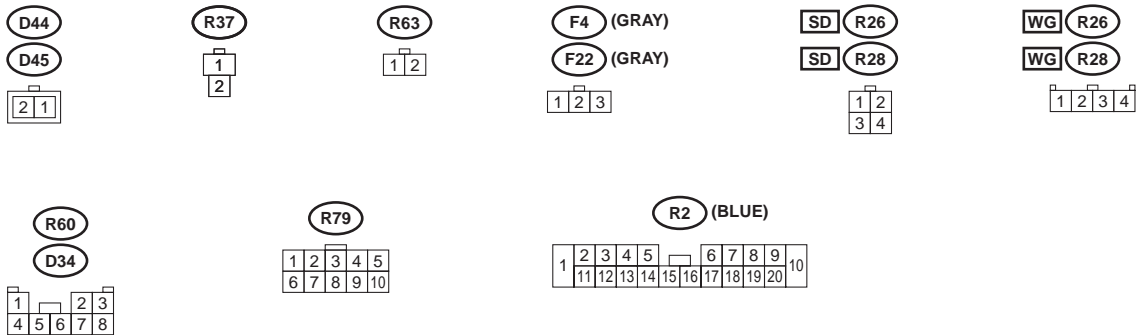 D44 R37 R63 F4 (GRAY) SD R26 WG R26
D45 F22 (GRAY) SD R28 WG R28
2 1
1
2
1 2
1 2 3
1 2
3 4
1 2 3 4
R60
D34
1 2 3
4 5 6 7 8
R79
1 2 3 4 5
6 7 8 9 10
R2 (BLUE)
1 2 3 4 5 6 7 8 9 10
11 12 13 14 15 16 17 18 19 20